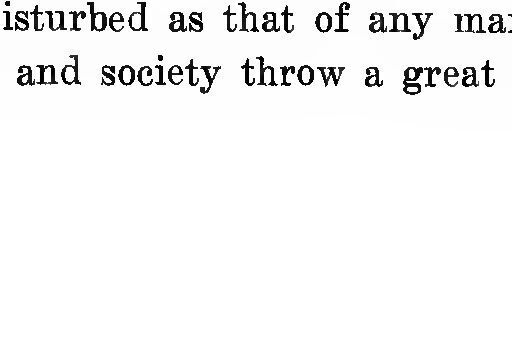 isturbed as that of any
and society throw a great